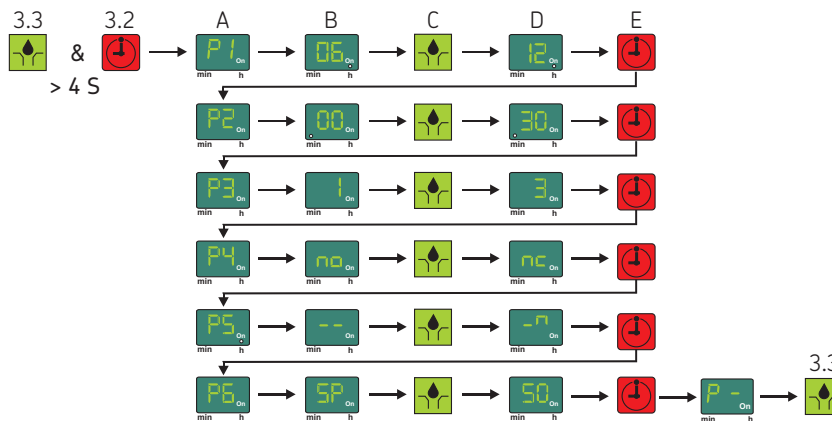 3.3 3.2 A B C D E
& P1 On 06 On 12 On
> 4 S min h min h min h
P2 On 00 On 30 On
min h min h min h
P3 On 1 On 3 On
min h min h min h
P4 On no On nc On
min h min h min h
P5 On -- On -n On
min h min h min h
3.3
P6 On SP On SO On P - On
min h min h min h min h